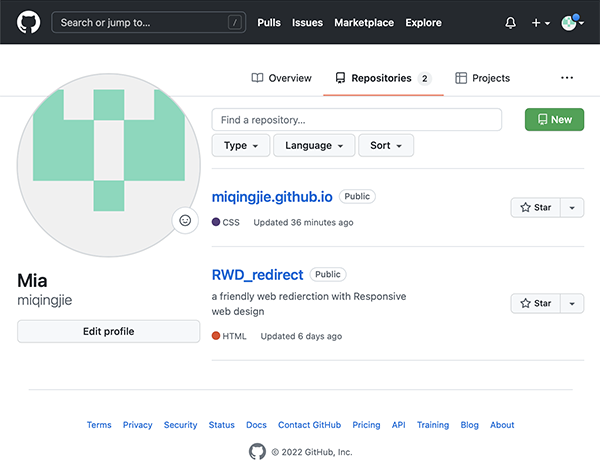 Search or jump to... / Pulls Issues Marketplace Explore
Overview Repositories 2 Projects
Find a repository... New
Type Language Sort
miqingjie.github.io Public
Star
CSS Updated 36 minutes ago
RWD_redirect Public
a friendly web redierction with Responsive
web design
Star
HTML Updated 6 days ago
Mia
miqingjie
Edit profile
Terms Privacy Security Status Docs Contact GitHub Pricing API Training Blog About
© 2022 GitHub, Inc.